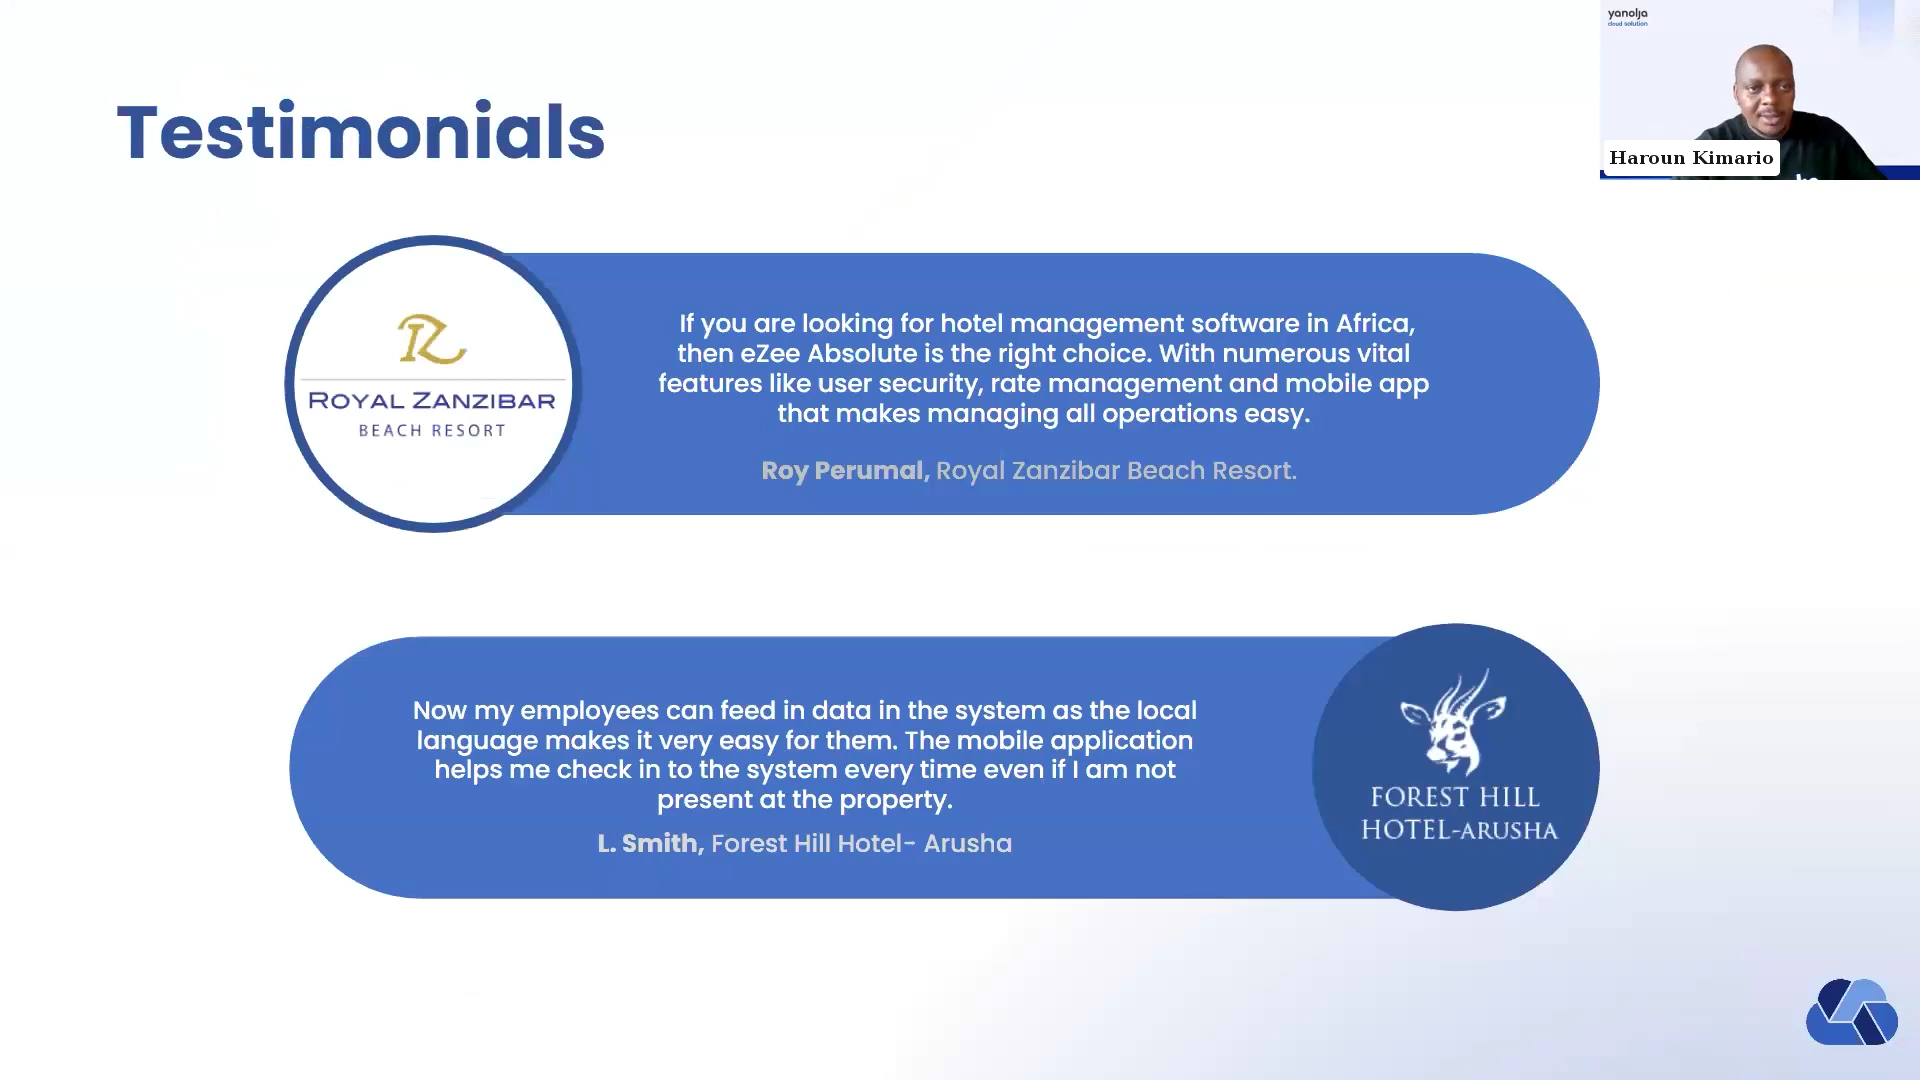 yanolja
cloud solution
Haroun Kimario
Testimonials
R
ROYAL ZANZIBAR
BEACH RESORT
If you are looking for hotel management software in Africa,
then eZee Absolute is the right choice. With numerous vital
features like user security, rate management and mobile app
that makes managing all operations easy.
Roy Perumal, Royal Zanzibar Beach Resort.
Now my employees can feed in data in the system as the local
language makes it very easy for them. The mobile application
helps me check in to the system every time even if I am not
present at the property.
L. Smith, Forest Hill Hotel- Arusha
FOREST HILL
HOTEL-ARUSHA